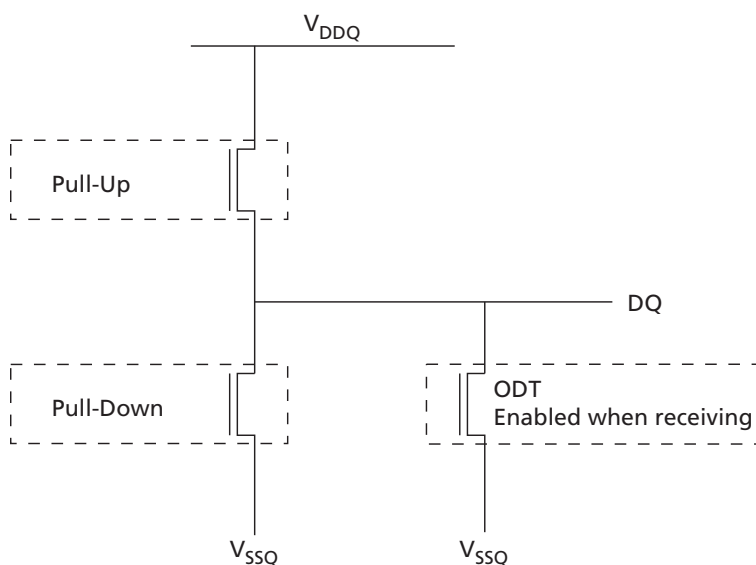 VDDQ
Pull-Up
DQ
Pull-Down
ODT
Enabled when receiving
VSSQ
VSSQ